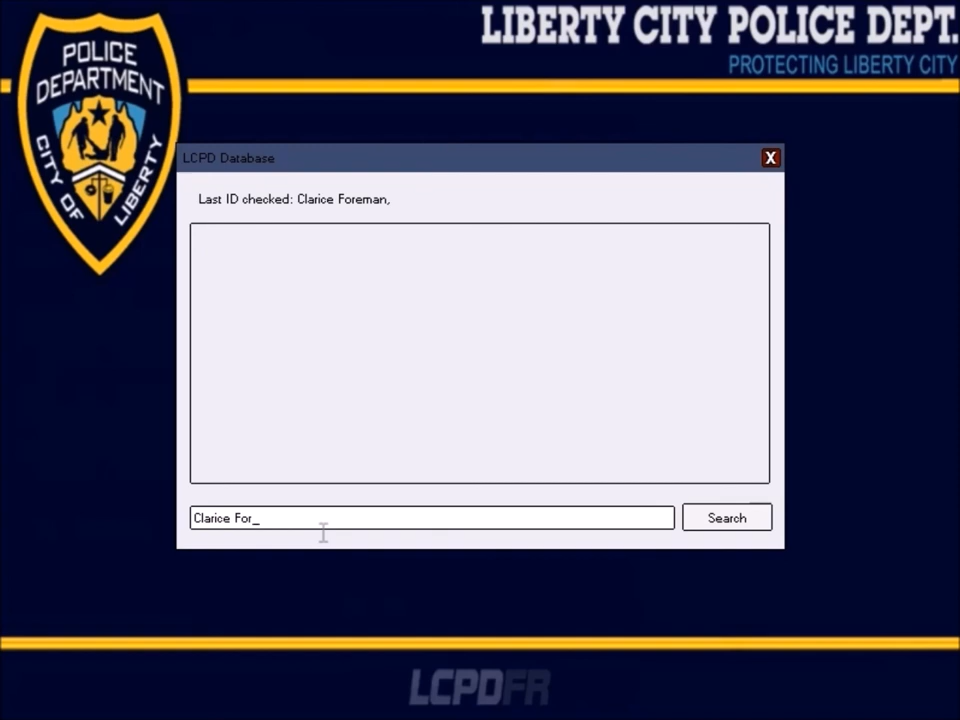 LIBERTY CITY POLICE DEPT.
PROTECTING LIBERTY CITY
POLICE
DEPARTMENT
CITY OF
LIBERTY
LCPD Database
X
Last ID checked: Clarice Foreman,
Clarice For_
Search
LCPDFR